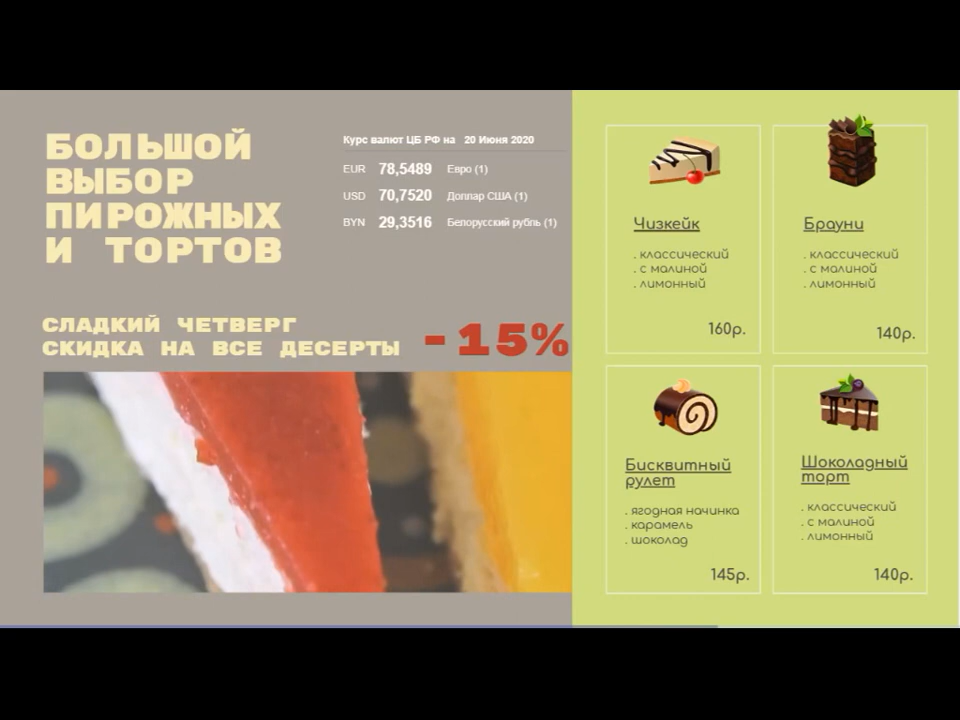 БОЛЬШОЙ
ВЫБОР
ПИРОЖНЫХ
И ТОРТОВ
Курс валют ЦБ РФ на 20 Июня 2020
EUR 78,5489 Евро (1)
USD 70,7520 Доллар США (1)
BYN 29,3516 Белорусский рубль (1)
СЛАДКИЙ ЧЕТВЕРГ
СКИДКА НА ВСЕ ДЕСЕРТЫ
-15%
Чизкейк
. классический
. с малиной
. лимонный
160р.
Брауни
. классический
. с малиной
. лимонный
140р.
Бисквитный
рулет
. ягодная начинка
. карамель
. шоколад
145р.
Шоколадный
торт
. классический
. с малиной
. лимонный
140р.